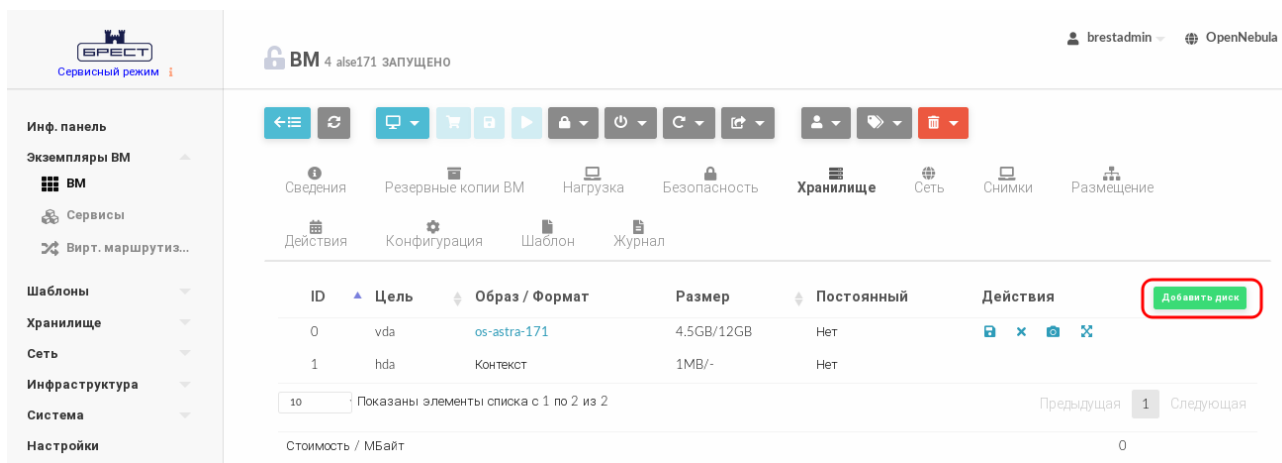 БРЕСТ
Сервисный режим i
brestadmin
OpenNebula
ВМ 4 alse171 ЗАПУЩЕНО
Инф. панель
Экземпляры ВМ
ВМ
Сервисы
Вирт. маршрутиз...
Шаблоны
Хранилище
Сеть
Инфраструктура
Система
Настройки
Сведения Резервные копии ВМ Нагрузка Безопасность Хранилище Сеть Снимки Размещение
Действия Конфигурация Шаблон Журнал
ID Цель Образ / Формат Размер Постоянный Действия Добавить диск
0 vda os-astra-171 4.5GB/12GB Нет
1 hda Контекст 1MB/- Нет
10 Показаны элементы списка с 1 по 2 из 2 Предыдущая 1 Следующая
Стоимость / МБайт 0